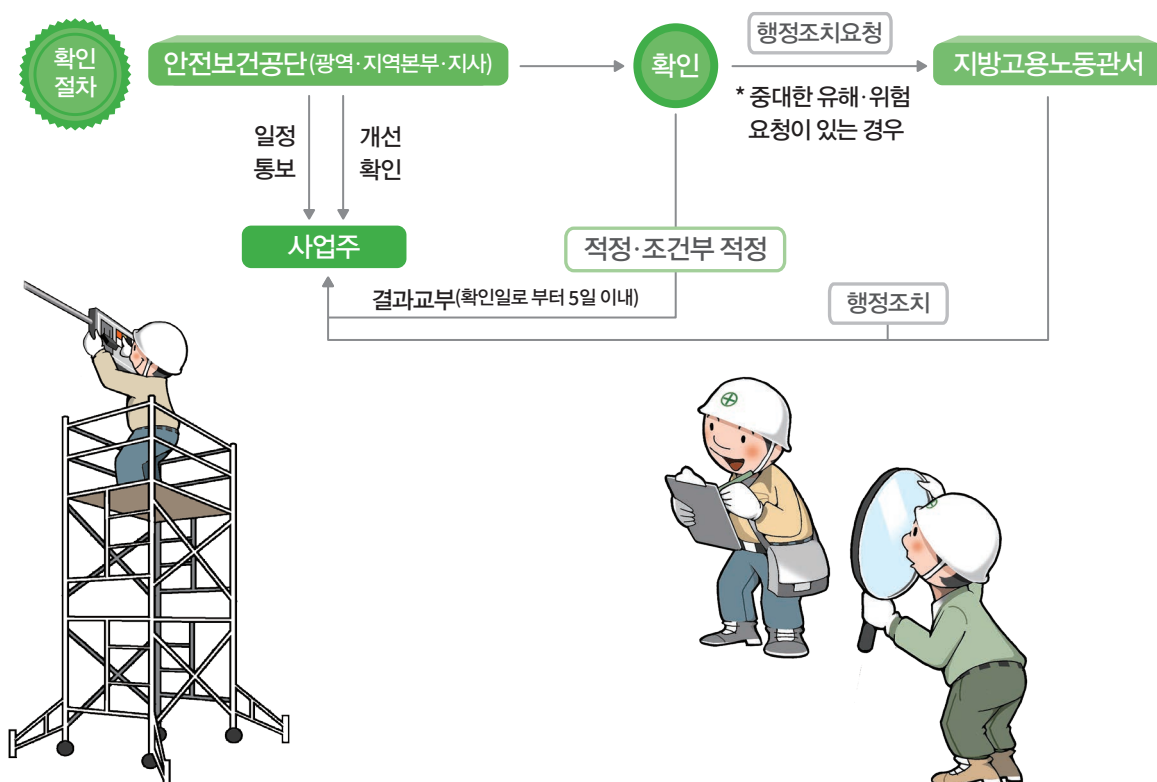 확인
절차
안전보건공단(광역·지역본부·지사)
확인
행정조치요청
지방고용노동관서
* 중대한 유해·위험
요청이 있는 경우
일정
통보
개선
확인
사업주
적정·조건부 적정
결과교부(확인일로 부터 5일 이내)
행정조치